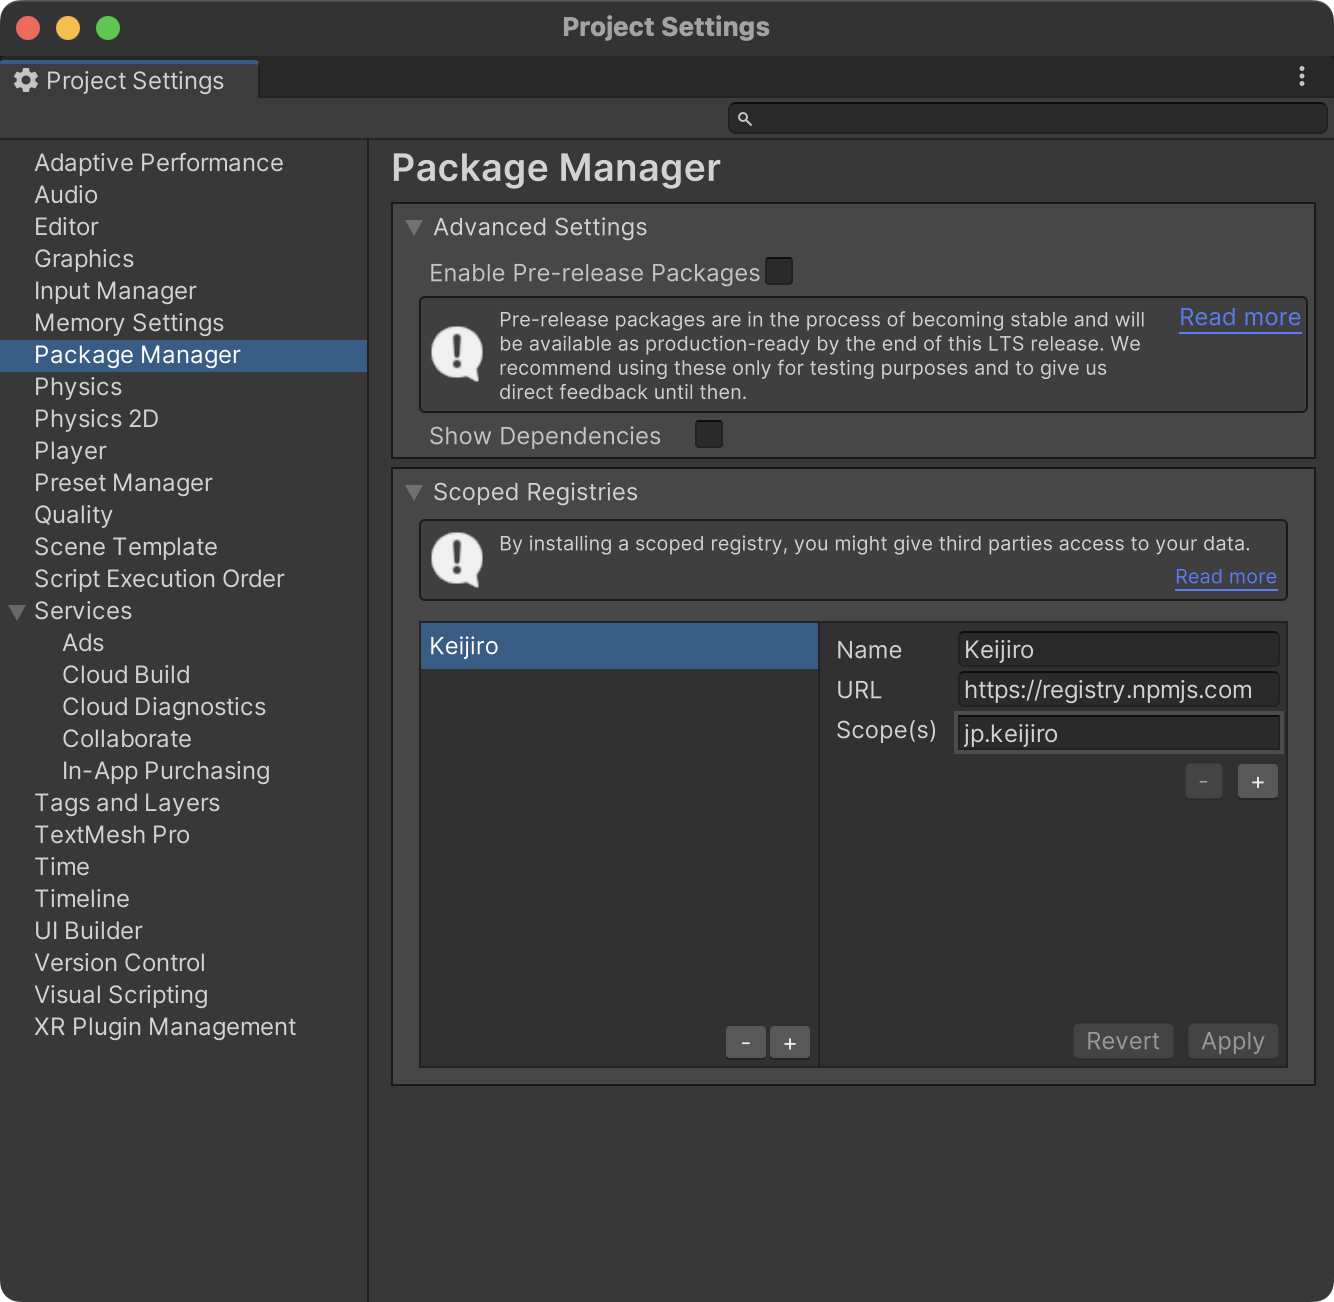 Project Settings
Project Settings
Adaptive Performance
Audio
Editor
Graphics
Input Manager
Memory Settings
Package Manager
Physics
Physics 2D
Player
Preset Manager
Quality
Scene Template
Script Execution Order
Services
Ads
Cloud Build
Cloud Diagnostics
Collaborate
In-App Purchasing
Tags and Layers
TextMesh Pro
Time
Timeline
UI Builder
Version Control
Visual Scripting
XR Plugin Management
Package Manager
Advanced Settings
Enable Pre-release Packages
Pre-release packages are in the process of becoming stable and will
be available as production-ready by the end of this LTS release. We
recommend using these only for testing purposes and to give us
direct feedback until then.
Read more
Show Dependencies
Scoped Registries
By installing a scoped registry, you might give third parties access to your data.
Read more
Keijiro
- +
Name Keijiro
URL https://registry.npmjs.com
Scope(s) jp.keijiro
- +
Revert Apply